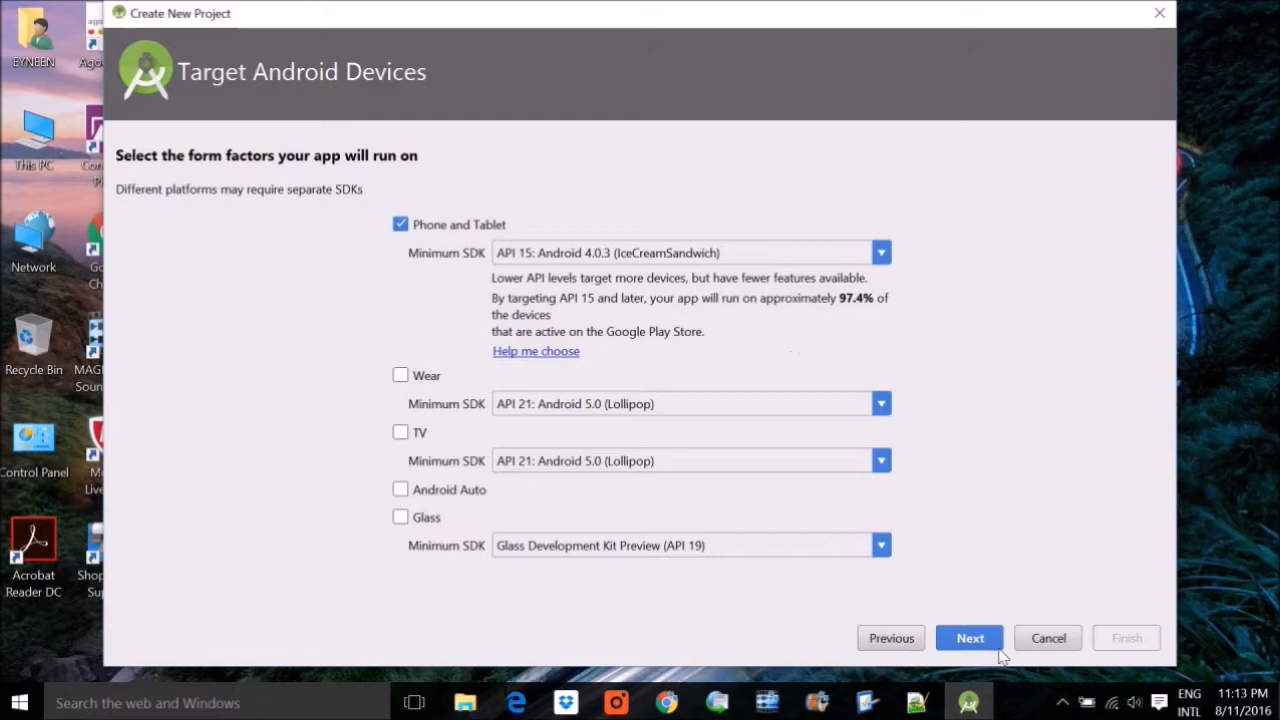 Create New Project
Target Android Devices
Select the form factors your app will run on
Different platforms may require separate SDKs
Phone and Tablet
Minimum SDK API 15: Android 4.0.3 (IceCreamSandwich)
Lower API levels target more devices, but have fewer features available.
By targeting API 15 and later, your app will run on approximately 97.4% of
the devices
that are active on the Google Play Store.
Help me choose
Wear
Minimum SDK API 21: Android 5.0 (Lollipop)
TV
Minimum SDK API 21: Android 5.0 (Lollipop)
Android Auto
Glass
Minimum SDK Glass Development Kit Preview (API 19)
Previous Next Cancel Finish
EYNEEN
This PC
Network
Recycle Bin
Control Panel
Acrobat
Reader DC
Search the web and Windows
ENG
INTL
11:13 PM
8/11/2016